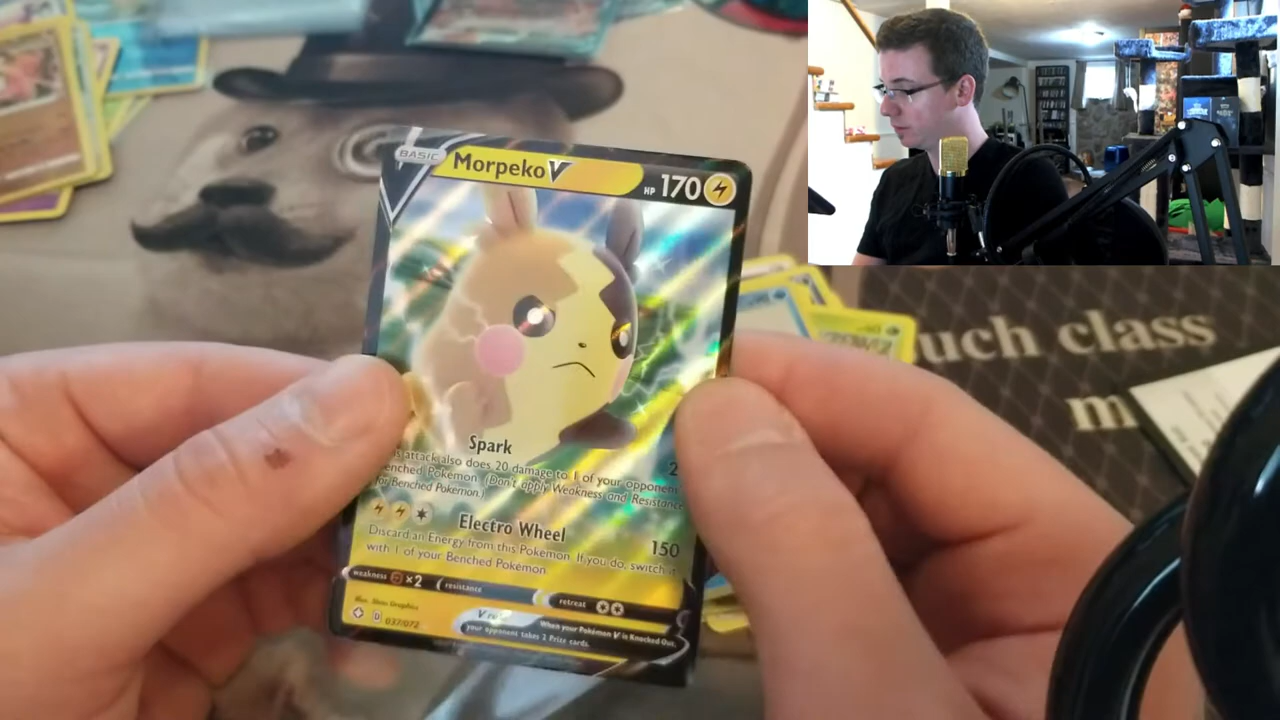 BASIC
Morpeko V
HP 170
Spark
attack also does 20 damage to 1 of your opponent
Benched Pokémon. (Don't apply Weakness and Resistance
for Benched Pokémon.)
Electro Wheel
150
Discard an Energy from this Pokémon. If you do, switch it
with 1 of your Benched Pokémon.
weakness ×2 resistance retreat
Illus.
D 037/072
V When your Pokémon V is Knocked Out,
your opponent takes 2 Prize cards.
uch class
m